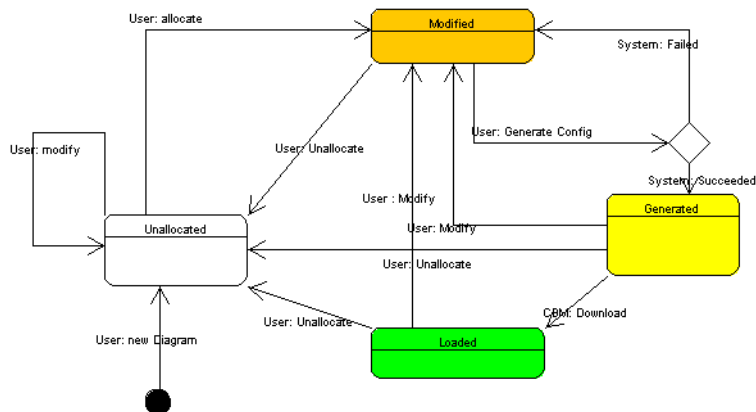 User: allocate
Modified
System: Failed
User: Generate Config
User: modify
User: Unallocate
System:/Succeeded
User : Modify
Generated
Unallocated
User: Modify
User: Unallocate
CBM: Download
User: Unallocate
User: new Diagram
Loaded